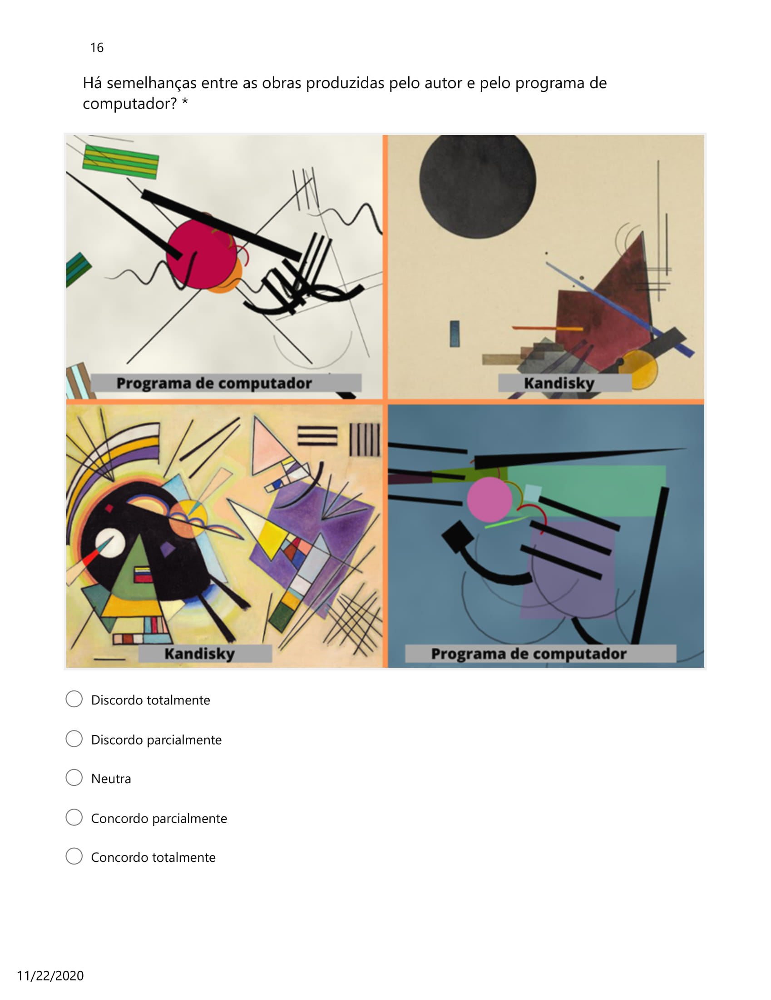 16
Há semelhanças entre as obras produzidas pelo autor e pelo programa de
computador? *
Programa de computador
Kandisky
Kandisky
Programa de computador
Discordo totalmente
Discordo parcialmente
Neutra
Concordo parcialmente
Concordo totalmente
11/22/2020